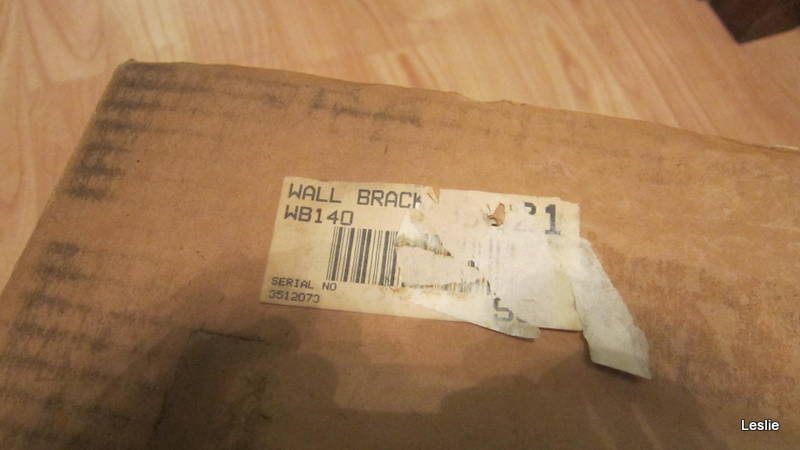 WALL BRACK
WB140
SERIAL NO
3512073
Leslie